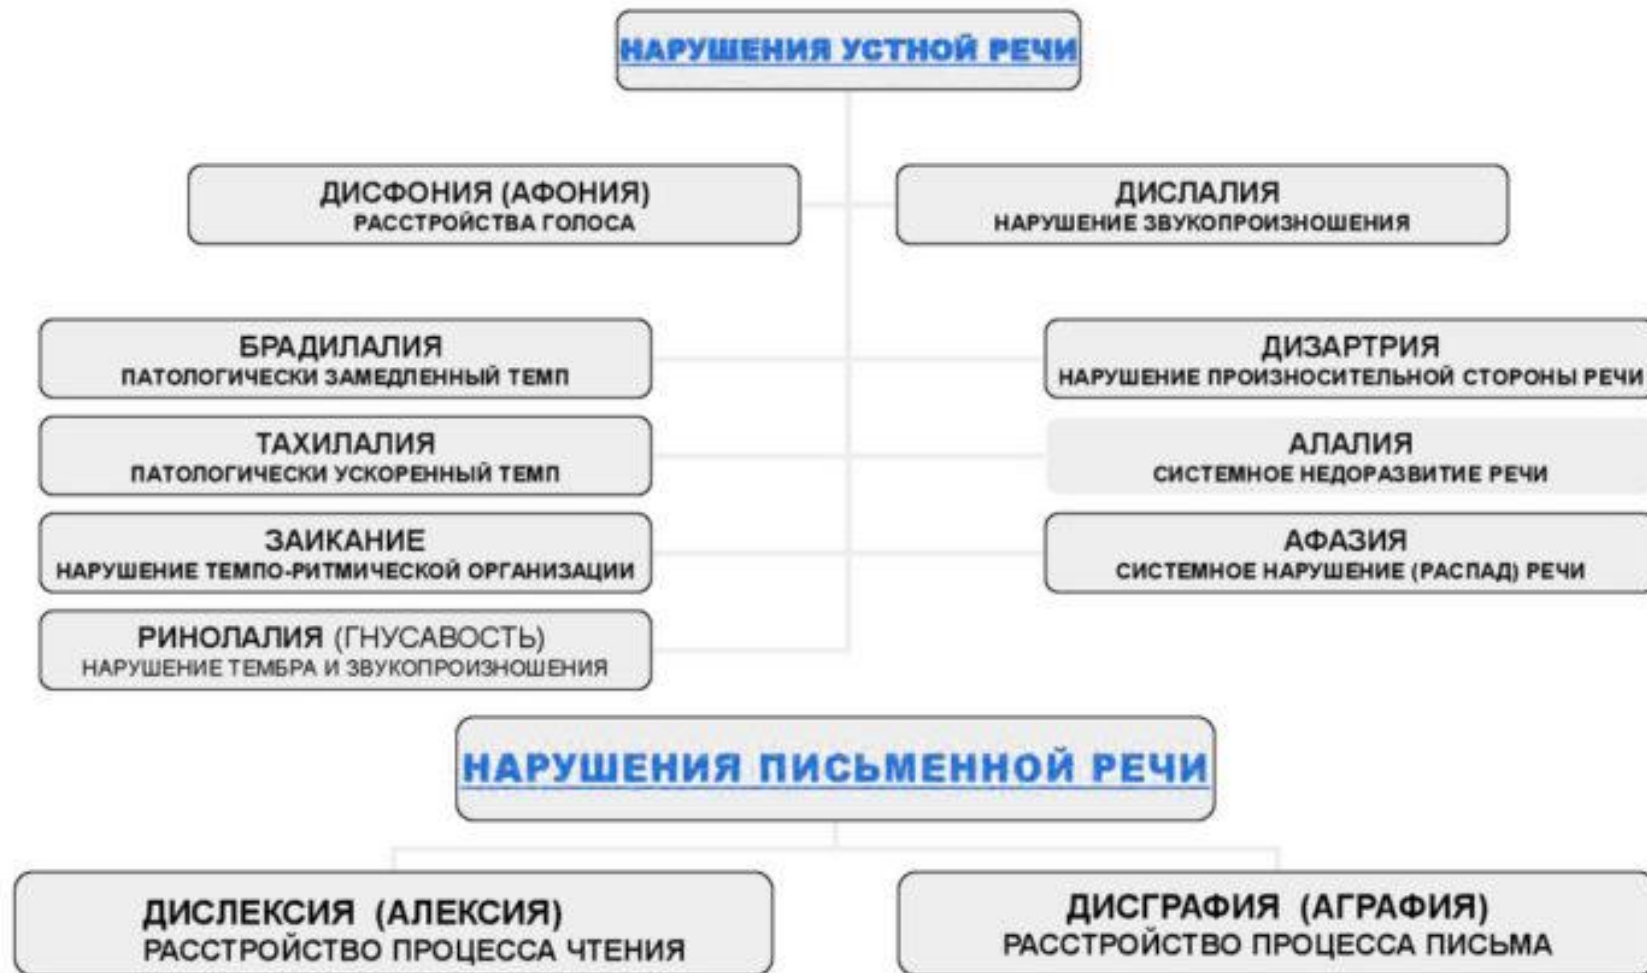 НАРУШЕНИЯ УСТНОЙ РЕЧИ
ДИСФОНИЯ (АФОНИЯ)
РАССТРОЙСТВА ГОЛОСА
ДИСЛАЛИЯ
НАРУШЕНИЕ ЗВУКОПРОИЗНОШЕНИЯ
БРАДИЛАЛИЯ
ПАТОЛОГИЧЕСКИ ЗАМЕДЛЕННЫЙ ТЕМП
ДИЗАРТРИЯ
НАРУШЕНИЕ ПРОИЗНОСИТЕЛЬНОЙ СТОРОНЫ РЕЧИ
ТАХИЛАЛИЯ
ПАТОЛОГИЧЕСКИ УСКОРЕННЫЙ ТЕМП
АЛАЛИЯ
СИСТЕМНОЕ НЕДОРАЗВИТИЕ РЕЧИ
ЗАИКАНИЕ
НАРУШЕНИЕ ТЕМПО-РИТМИЧЕСКОЙ ОРГАНИЗАЦИИ
АФАЗИЯ
СИСТЕМНОЕ НАРУШЕНИЕ (РАСПАД) РЕЧИ
РИНОЛАЛИЯ (ГНУСАВОСТЬ)
НАРУШЕНИЕ ТЕМБРА И ЗВУКОПРОИЗНОШЕНИЯ
НАРУШЕНИЯ ПИСЬМЕННОЙ РЕЧИ
ДИСЛЕКСИЯ (АЛЕКСИЯ)
РАССТРОЙСТВО ПРОЦЕССА ЧТЕНИЯ
ДИСГРАФИЯ (АГРАФИЯ)
РАССТРОЙСТВО ПРОЦЕССА ПИСЬМА